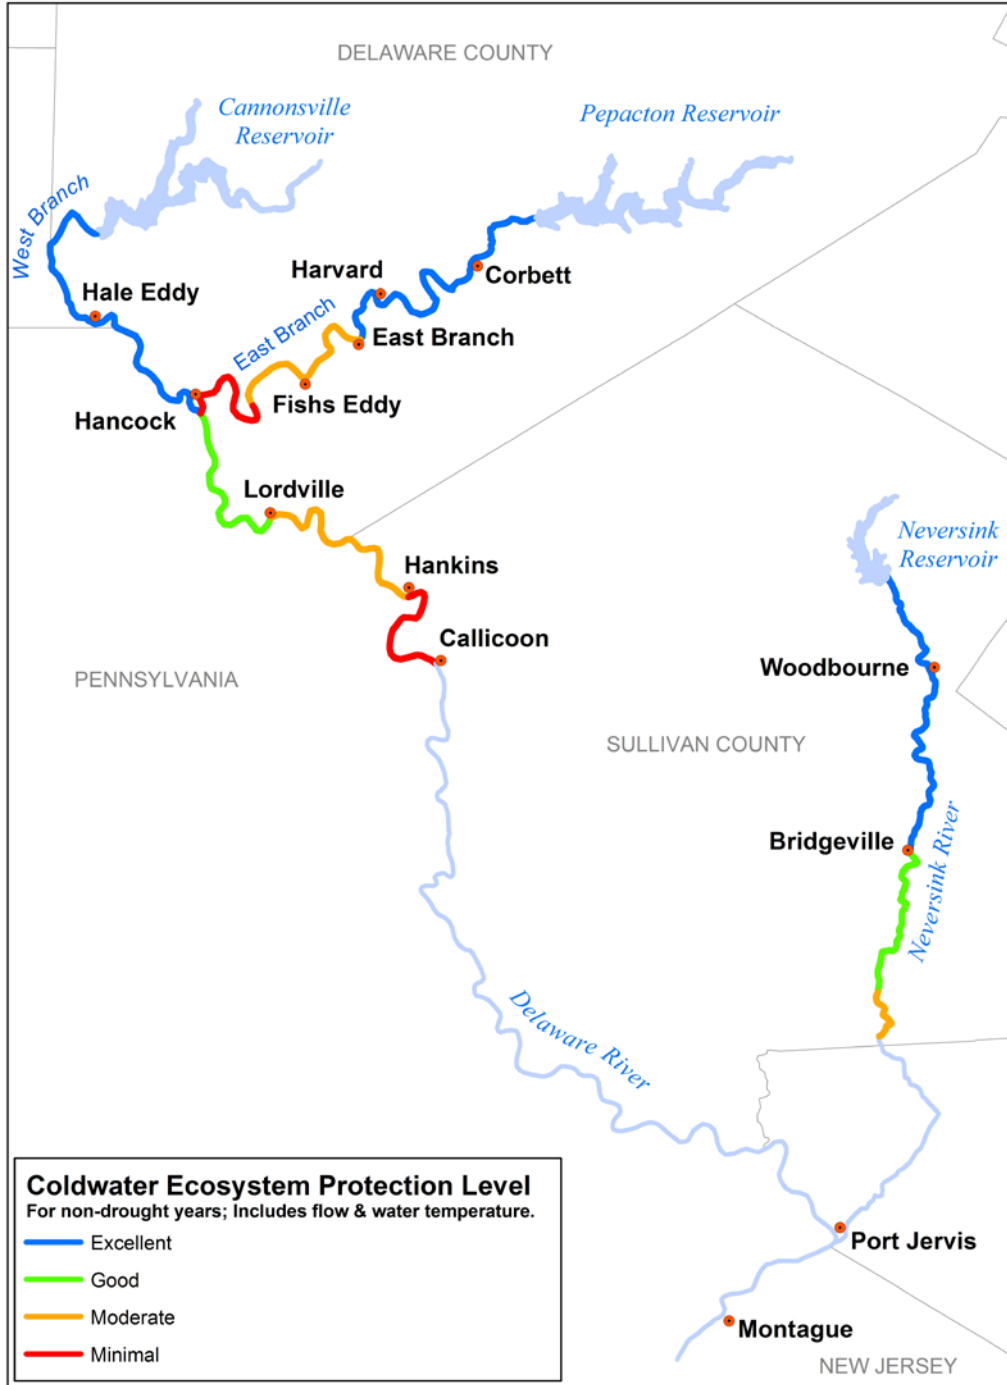 DELAWARE COUNTY
Cannonsville
Reservoir
Pepacton Reservoir
West Branch
Harvard
Corbett
Hale Eddy
East Branch
East Branch
Fishs Eddy
Hancock
Lordville
Neversink
Reservoir
Hankins
Callicoon
Woodbourne
PENNSYLVANIA
SULLIVAN COUNTY
Bridgeville
Neversink River
Delaware River
Coldwater Ecosystem Protection Level
For non-drought years; Includes flow & water temperature.
Excellent
Good
Moderate
Minimal
Port Jervis
Montague
NEW JERSEY